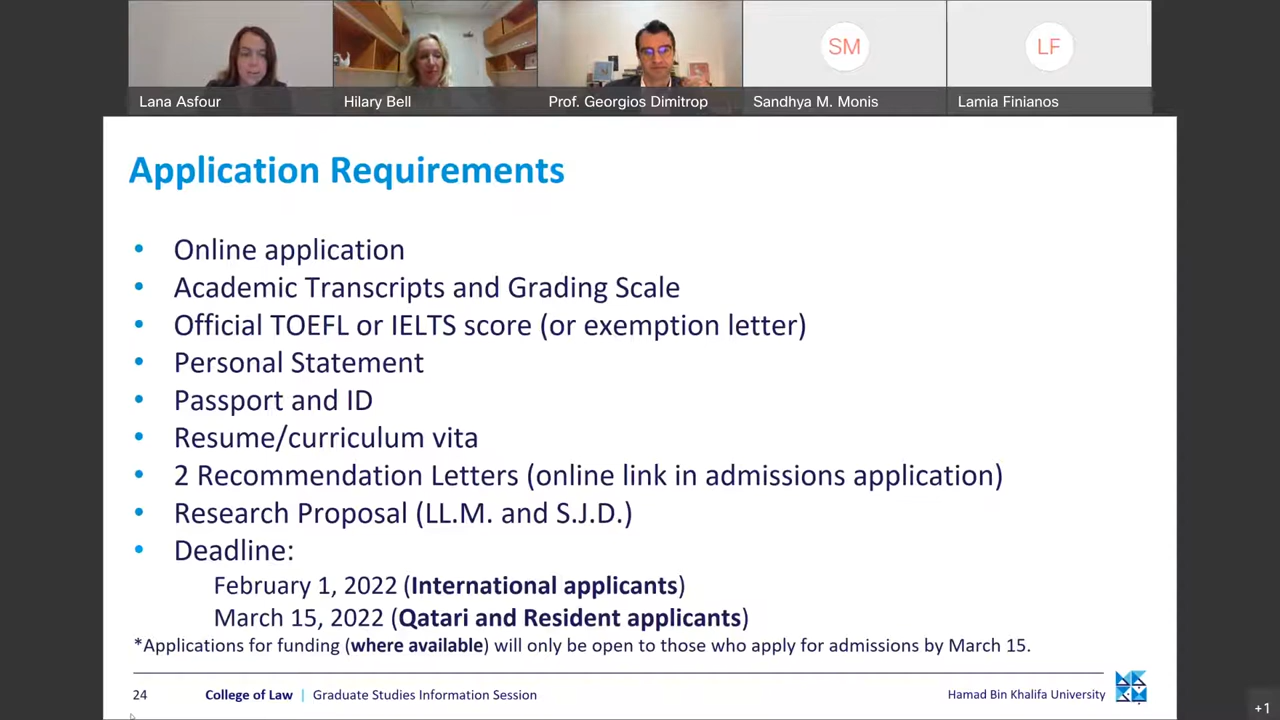 SM
LF
Lana Asfour
Hilary Bell
Prof. Georgios Dimitrop
Sandhya M. Monis
Lamia Finianos
Application Requirements
• Online application
• Academic Transcripts and Grading Scale
• Official TOEFL or IELTS score (or exemption letter)
• Personal Statement
• Passport and ID
• Resume/curriculum vita
• 2 Recommendation Letters (online link in admissions application)
• Research Proposal (LL.M. and S.J.D.)
• Deadline:
February 1, 2022 (International applicants)
March 15, 2022 (Qatari and Resident applicants)
*Applications for funding (where available) will only be open to those who apply for admissions by March 15.
24 College of Law | Graduate Studies Information Session Hamad Bin Khalifa University
+1